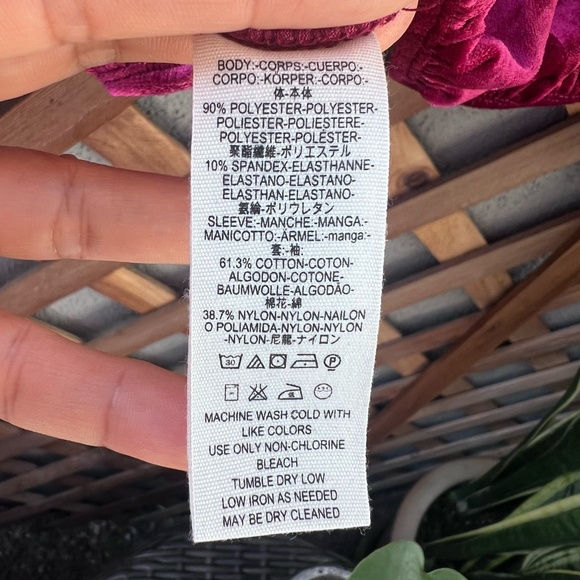 BODY:-CORPS:-CUERPO:-
CORPO:-KÖRPER:-CORPO:-
体-本体
90% POLYESTER-POLYESTER-
POLIESTER-POLIESTERE-
POLYESTER-POLÉSTER-
聚酯纖維-ポリエステル
10% SPANDEX-ELASTHANNE-
ELASTANO-ELASTANO-
ELASTHAN-ELASTANO-
氨綸-ポリウレタン
SLEEVE:-MANCHE:-MANGA:-
MANICOTTO:-ÄRMEL:-manga:-
套:-袖:
61.3% COTTON-COTON-
ALGODON-COTONE-
BAUMWOLLE-ALGODÃO-
棉花-綿
38.7% NYLON-NYLON-NAILON
O POLIAMIDA-NYLON-NYLON
-NYLON-尼龍-ナイロン
30 P
MACHINE WASH COLD WITH
LIKE COLORS
USE ONLY NON-CHLORINE
BLEACH
TUMBLE DRY LOW
LOW IRON AS NEEDED
MAY BE DRY CLEANED